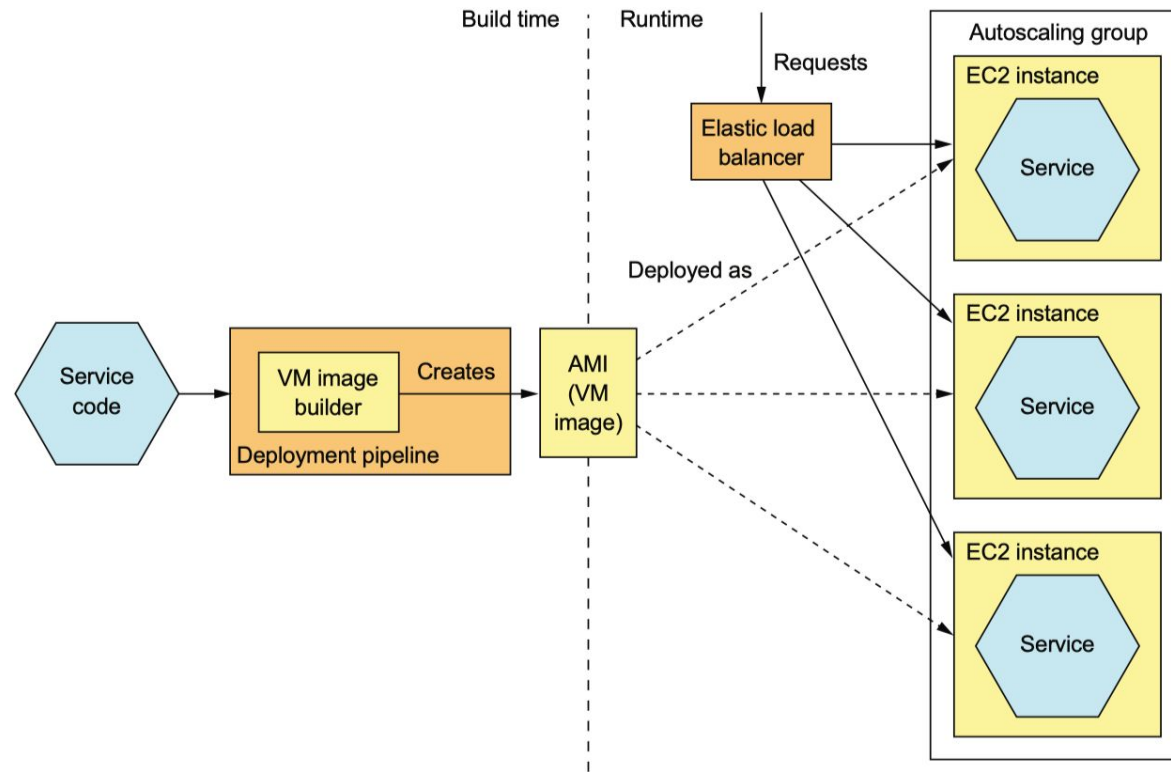 Build time
Runtime
Requests
Elastic load
balancer
Autoscaling group
EC2 instance
Service
Deployed as
EC2 instance
Service
Service
code
VM image
builder
Creates
Deployment pipeline
AMI
(VM
image)
EC2 instance
Service